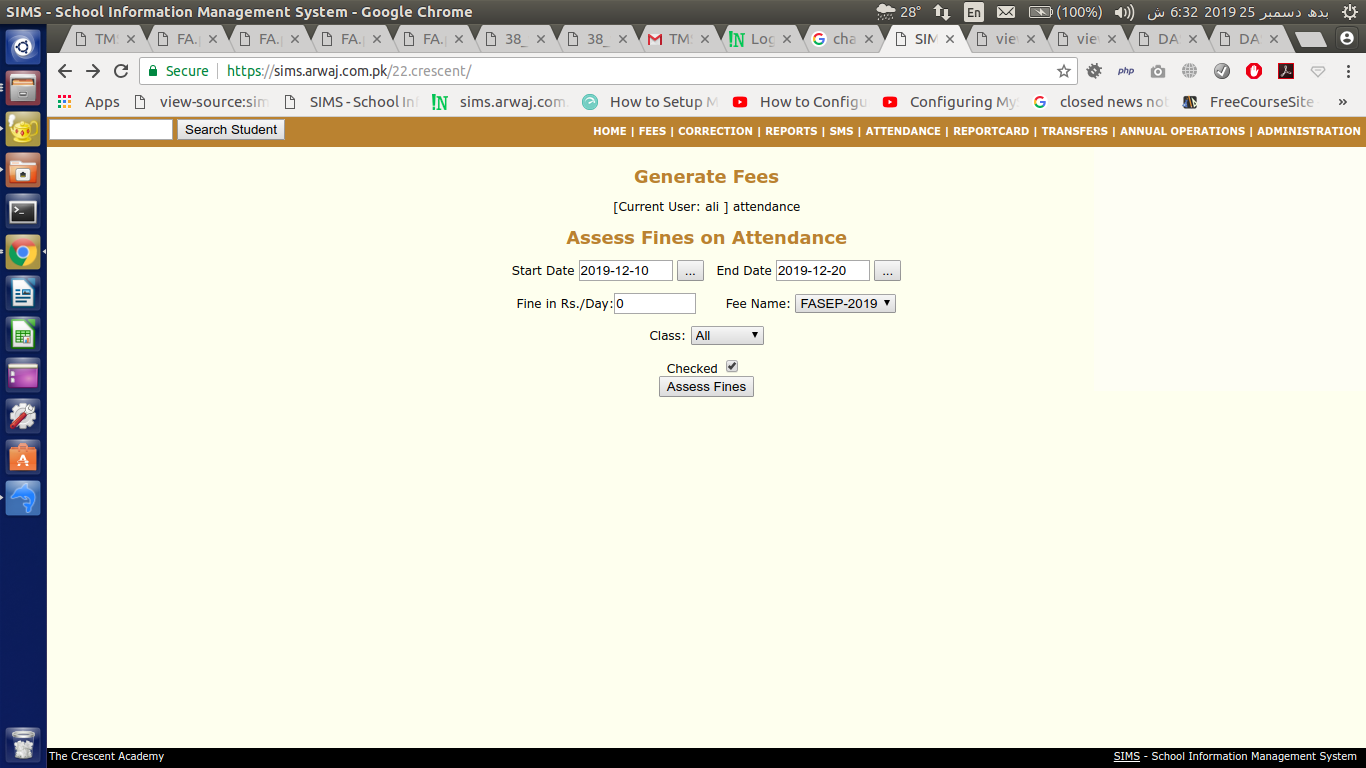 SIMS - School Information Management System - Google Chrome
28° En (100%) بدھ دسمبر 25 2019 6:32 ش
TM FA. FA. FA. FA. 38_ 38_ TMS Log cha SIM view view DA DA
Secure https://sims.arwaj.com.pk/22.crescent/ php
Apps view-source:sim SIMS - School Inf sims.arwaj.com. How to Setup M How to Configu Configuring My closed news not FreeCourseSite »
Search Student HOME | FEES | CORRECTION | REPORTS | SMS | ATTENDANCE | REPORTCARD | TRANSFERS | ANNUAL OPERATIONS | ADMINISTRATION
Generate Fees
[Current User: ali ] attendance
Assess Fines on Attendance
Start Date 2019-12-10 ... End Date 2019-12-20 ...
Fine in Rs./Day: 0 Fee Name: FASEP-2019
Class: All
Checked
Assess Fines
The Crescent Academy SIMS - School Information Management System